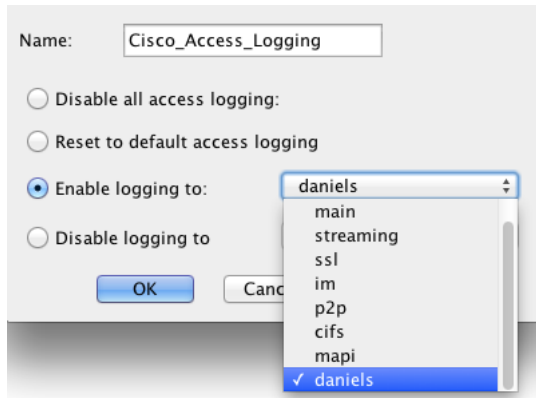 Name: Cisco_Access_Logging
Disable all access logging:
Reset to default access logging
Enable logging to: daniels
main
streaming
Disable logging to
ssl
im
OK Canc
p2p
cifs
mapi
✓ daniels